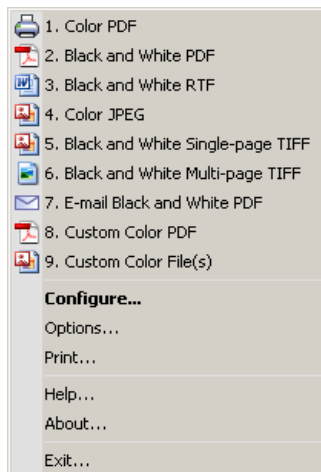 1. Color PDF
2. Black and White PDF
3. Black and White RTF
4. Color JPEG
5. Black and White Single-page TIFF
6. Black and White Multi-page TIFF
7. E-mail Black and White PDF
8. Custom Color PDF
9. Custom Color File(s)
Configure...
Options...
Print...
Help...
About...
Exit...